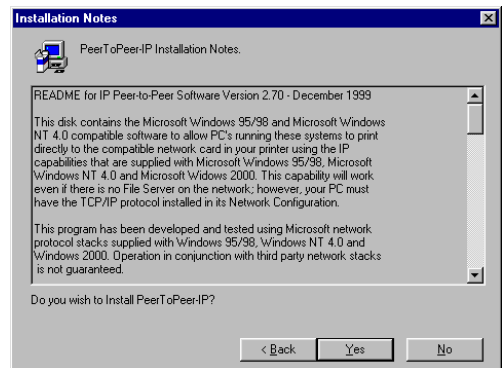 Installation Notes
PeerToPeer-IP Installation Notes.
README for IP Peer-to-Peer Software Version 2.70 - December 1999
This disk contains the Microsoft Windows 95/98 and Microsoft Windows
NT 4.0 compatible software to allow PC's running these systems to print
directly to the compatible network card in your printer using the IP
capabilities that are supplied with Microsoft Windows 95/98, Microsoft
Windows NT 4.0 and Microsoft Widows 2000. This capability will work
even if there is no File Server on the network; however, your PC must
have the TCP/IP protocol installed in its Network Configuration.
This program has been developed and tested using Microsoft network
protocol stacks supplied with Windows 95/98, Windows NT 4.0 and
Windows 2000. Operation in conjunction with third party network stacks
is not guaranteed.
Do you wish to Install PeerToPeer-IP?
< Back Yes No